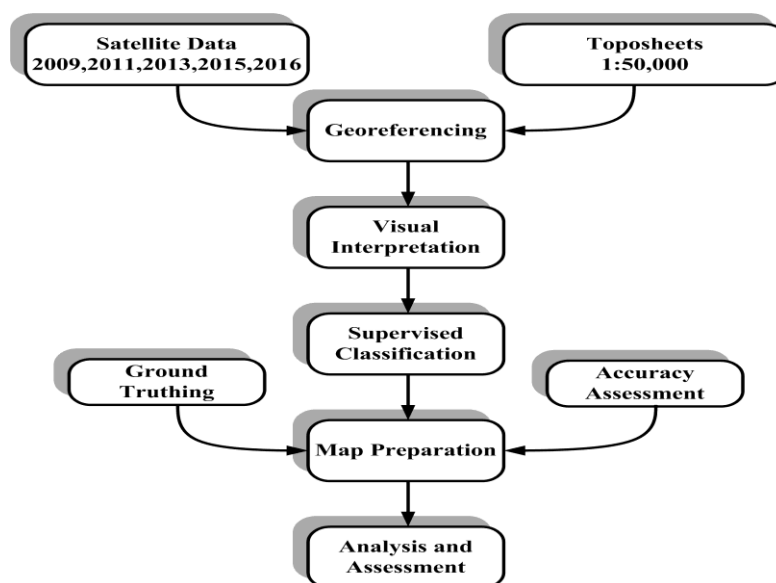 Satellite Data
2009,2011,2013,2015,2016
Toposheets
1:50,000
Georeferencing
Visual
Interpretation
Supervised
Classification
Ground
Truthing
Accuracy
Assessment
Map Preparation
Analysis and
Assessment